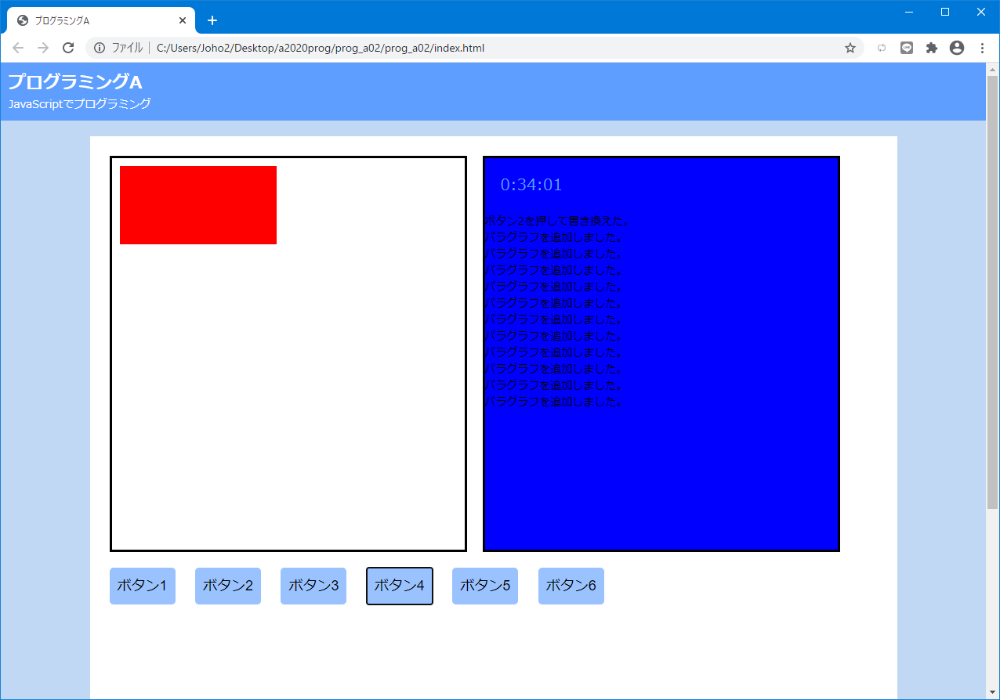 プログラミングA
ファイル C:/Users/Joho2/Desktop/a2020prog/prog_a02/prog_a02/index.html
プログラミングA
JavaScriptでプログラミング
0:34:01
ボタン2を押して書き換えた。
パラグラフを追加しました。
パラグラフを追加しました。
パラグラフを追加しました。
パラグラフを追加しました。
パラグラフを追加しました。
パラグラフを追加しました。
パラグラフを追加しました。
パラグラフを追加しました。
パラグラフを追加しました。
パラグラフを追加しました。
パラグラフを追加しました。
ボタン1 ボタン2 ボタン3 ボタン4 ボタン5 ボタン6